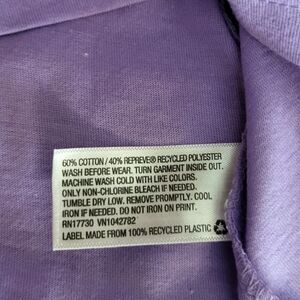 60% COTTON / 40% REPREVE® RECYCLED POLYESTER
WASH BEFORE WEAR. TURN GARMENT INSIDE OUT.
MACHINE WASH COLD WITH LIKE COLORS.
ONLY NON-CHLORINE BLEACH IF NEEDED.
TUMBLE DRY LOW. REMOVE PROMPTLY. COOL
IRON IF NEEDED. DO NOT IRON ON PRINT.
RN17730 VN1042782
LABEL MADE FROM 100% RECYCLED PLASTIC